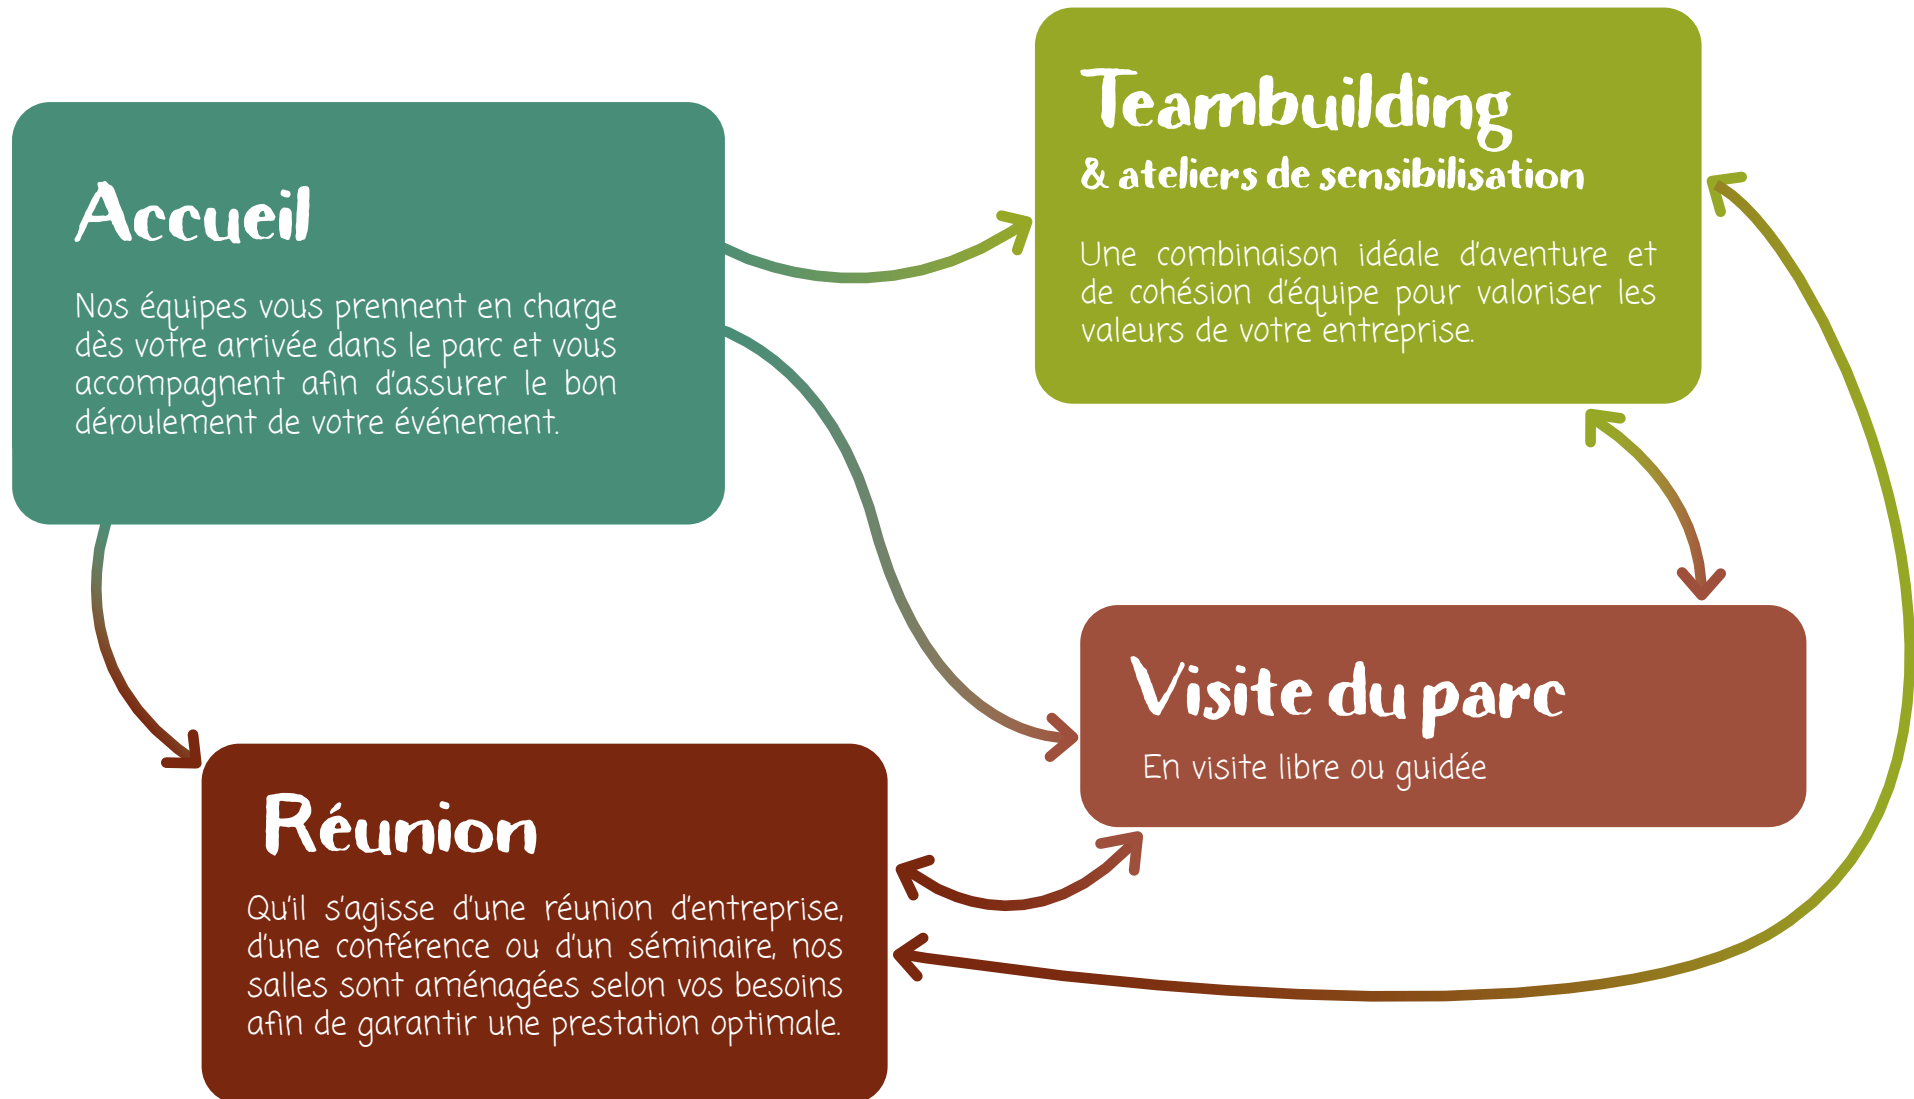 Accueil
Nos équipes vous prennent en charge
dès votre arrivée dans le parc et vous
accompagnent afin d'assurer le bon
déroulement de votre événement.
Teambuilding
& ateliers de sensibilisation
Une combinaison idéale d'aventure et
de cohésion d'équipe pour valoriser les
valeurs de votre entreprise.
Visite du parc
En visite libre ou guidée
Réunion
Qu'il s'agisse d'une réunion d'entreprise,
d'une conférence ou d'un séminaire, nos
salles sont aménagées selon vos besoins
afin de garantir une prestation optimale.